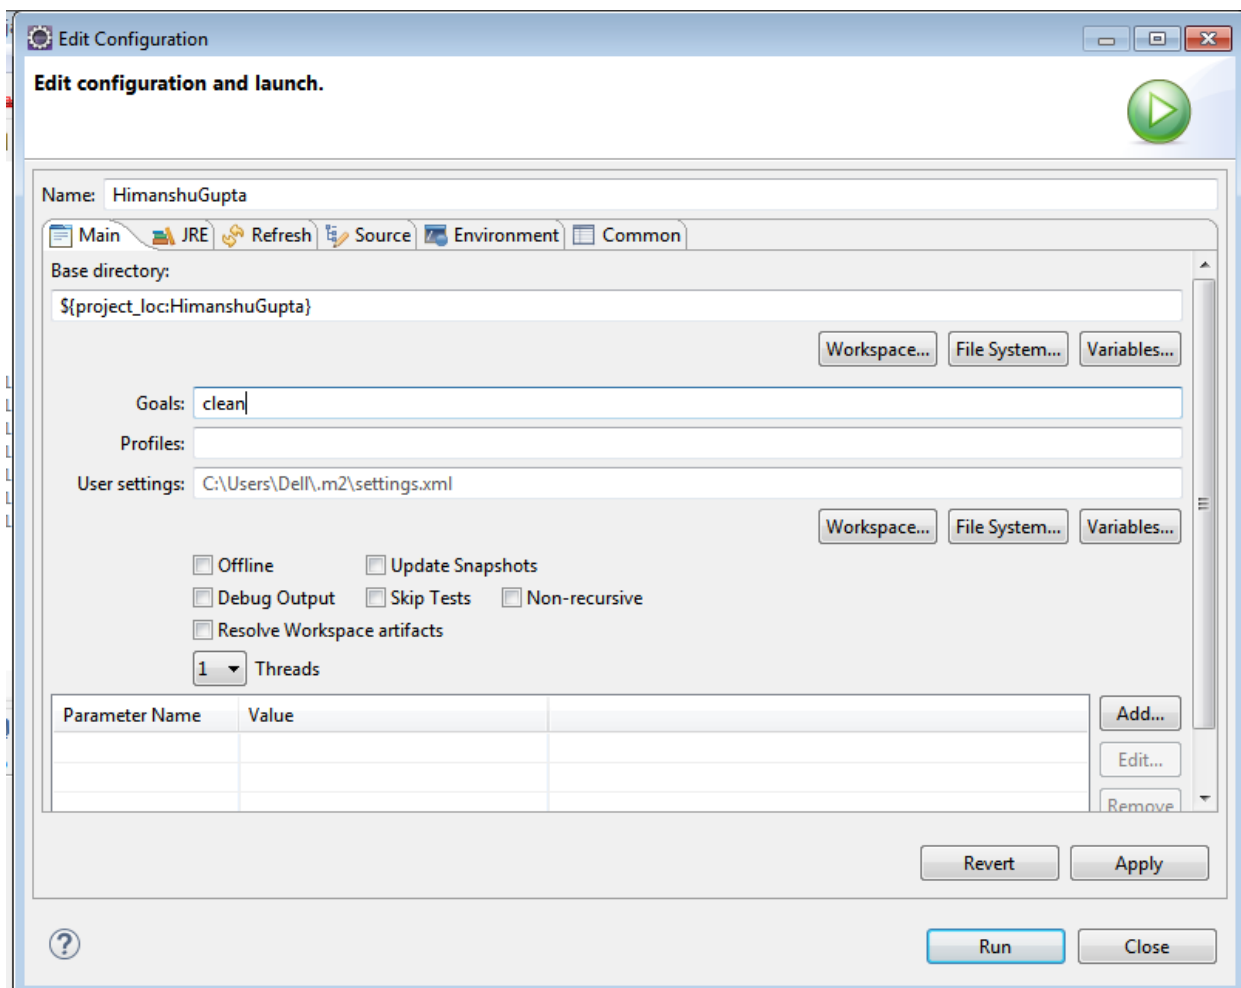 Edit Configuration
Edit configuration and launch.
Name: HimanshuGupta
Main JRE Refresh Source Environment Common
Base directory:
${project_loc:HimanshuGupta}
Workspace... File System... Variables...
Goals: clean
Profiles:
User settings: C:\Users\Dell\.m2\settings.xml
Workspace... File System... Variables...
Offline Update Snapshots
Debug Output Skip Tests Non-recursive
Resolve Workspace artifacts
1 Threads
Parameter Name Value Add...
Edit...
Remove
Revert Apply
? Run Close